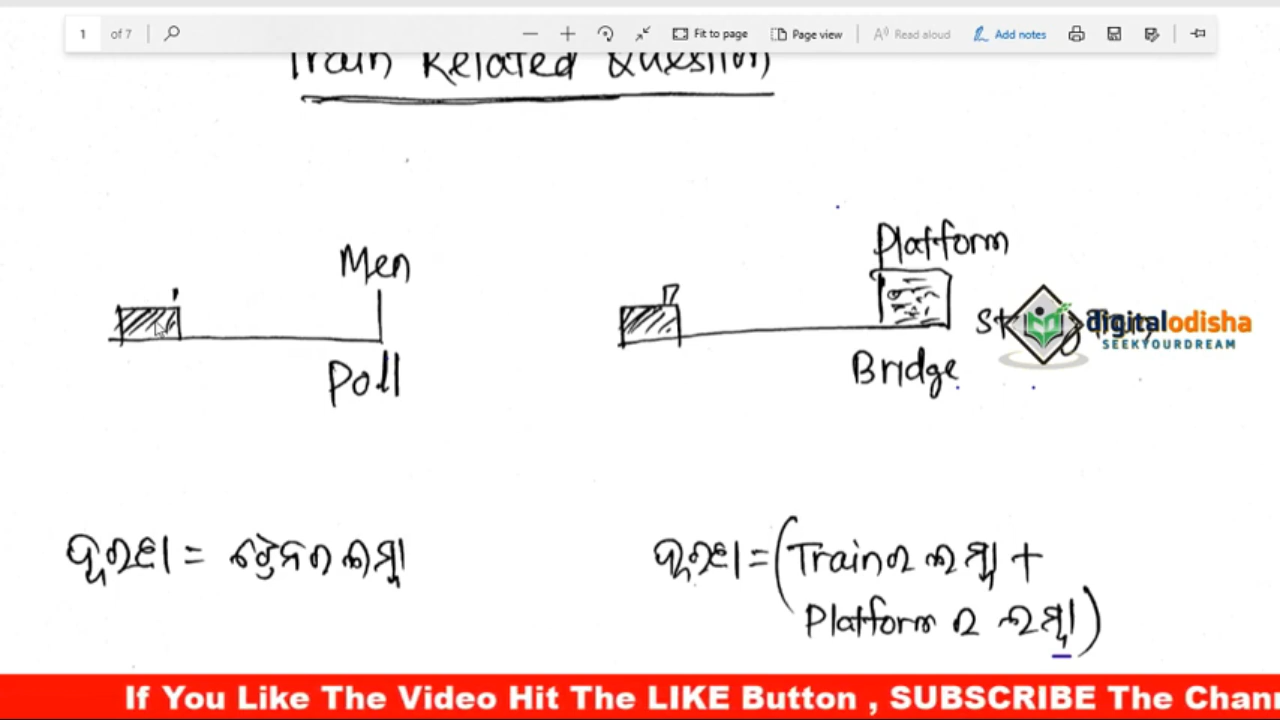 1 of 7 Fit to page Page view Read aloud Add notes
Train Related Question
Men
Poll
Platform
Bridge
digitalodisha
SEEKYOURDREAM
ଦୂରତା = ଟ୍ରେନର ଲମ୍ବା
ଦୂରତା = (Trainର ଲମ୍ବା +
Platform ର ଲମ୍ବା)
If You Like The Video Hit The LIKE Button , SUBSCRIBE The Chan